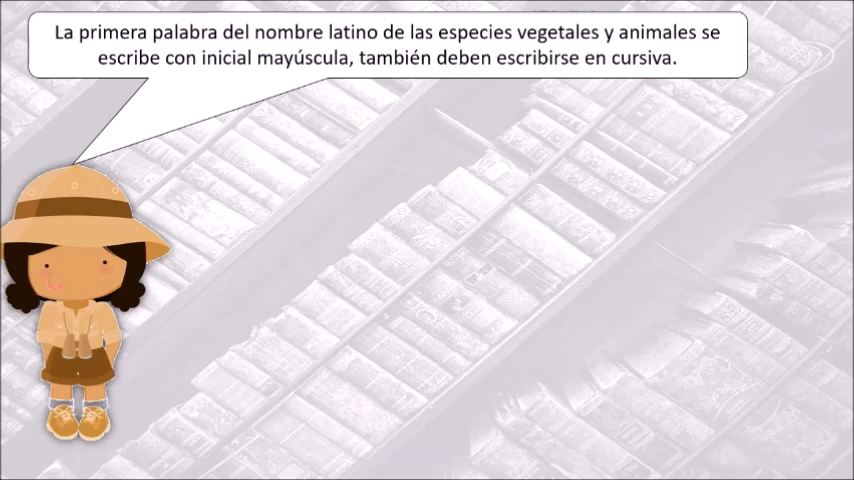 La primera palabra del nombre latino de las especies vegetales y animales se
escribe con inicial mayúscula, también deben escribirse en cursiva.